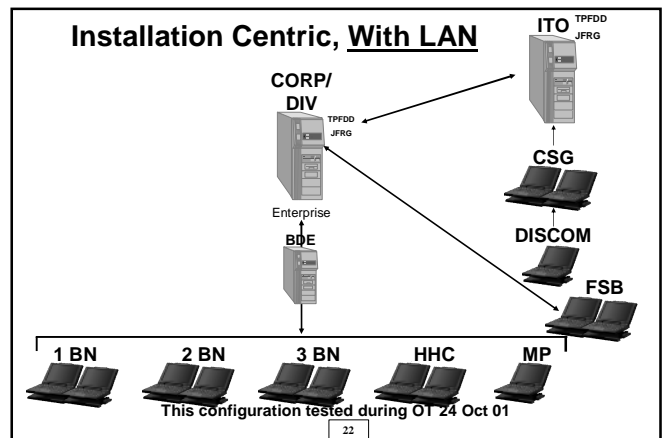 Installation Centric, With LAN
ITO
TPFDD
JFRG
CORP/
DIV
TPFDD
JFRG
Enterprise
BDE
CSG
DISCOM
FSB
1 BN
2 BN
3 BN
HHC
MP
This configuration tested during OT 24 Oct 01
22